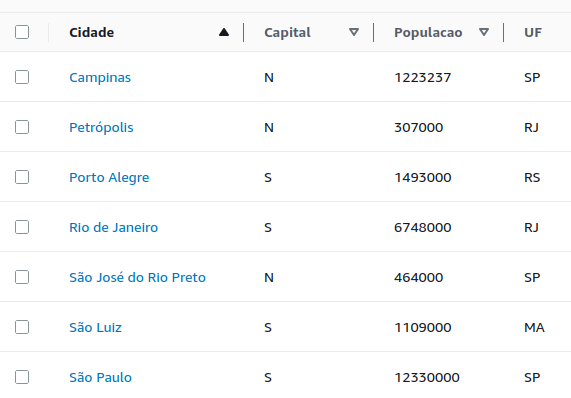 Cidade Capital Populacao UF
Campinas N 1223237 SP
Petrópolis N 307000 RJ
Porto Alegre S 1493000 RS
Rio de Janeiro S 6748000 RJ
São José do Rio Preto N 464000 SP
São Luiz S 1109000 MA
São Paulo S 12330000 SP